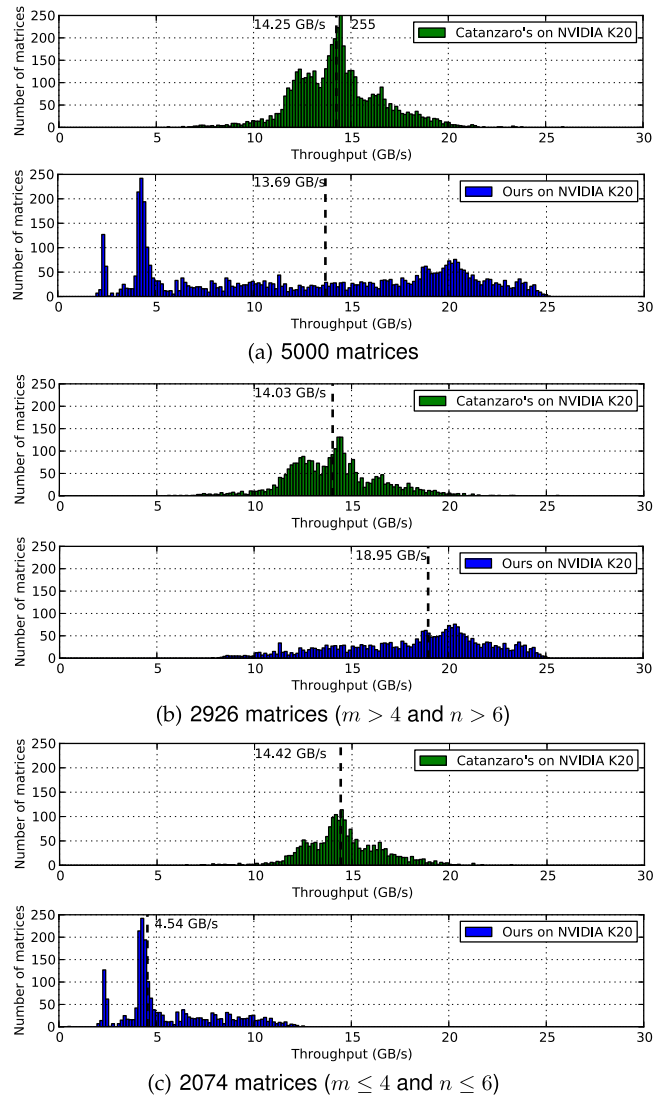 250
200
150
100
50
0
Number of matrices
14.25 GB/s
255
Catanzaro's on NVIDIA K20
0 5 10 15 20 25 30
Throughput (GB/s)
250
200
150
100
50
0
Number of matrices
13.69 GB/s
Ours on NVIDIA K20
0 5 10 15 20 25 30
Throughput (GB/s)
(a) 5000 matrices
250
200
150
100
50
0
Number of matrices
14.03 GB/s
Catanzaro's on NVIDIA K20
0 5 10 15 20 25 30
Throughput (GB/s)
250
200
150
100
50
0
Number of matrices
18.95 GB/s
Ours on NVIDIA K20
0 5 10 15 20 25 30
Throughput (GB/s)
(b) 2926 matrices (m > 4 and n > 6)
250
200
150
100
50
0
Number of matrices
14.42 GB/s
Catanzaro's on NVIDIA K20
0 5 10 15 20 25 30
Throughput (GB/s)
250
200
150
100
50
0
Number of matrices
4.54 GB/s
Ours on NVIDIA K20
0 5 10 15 20 25 30
Throughput (GB/s)
(c) 2074 matrices (m ≤ 4 and n ≤ 6)